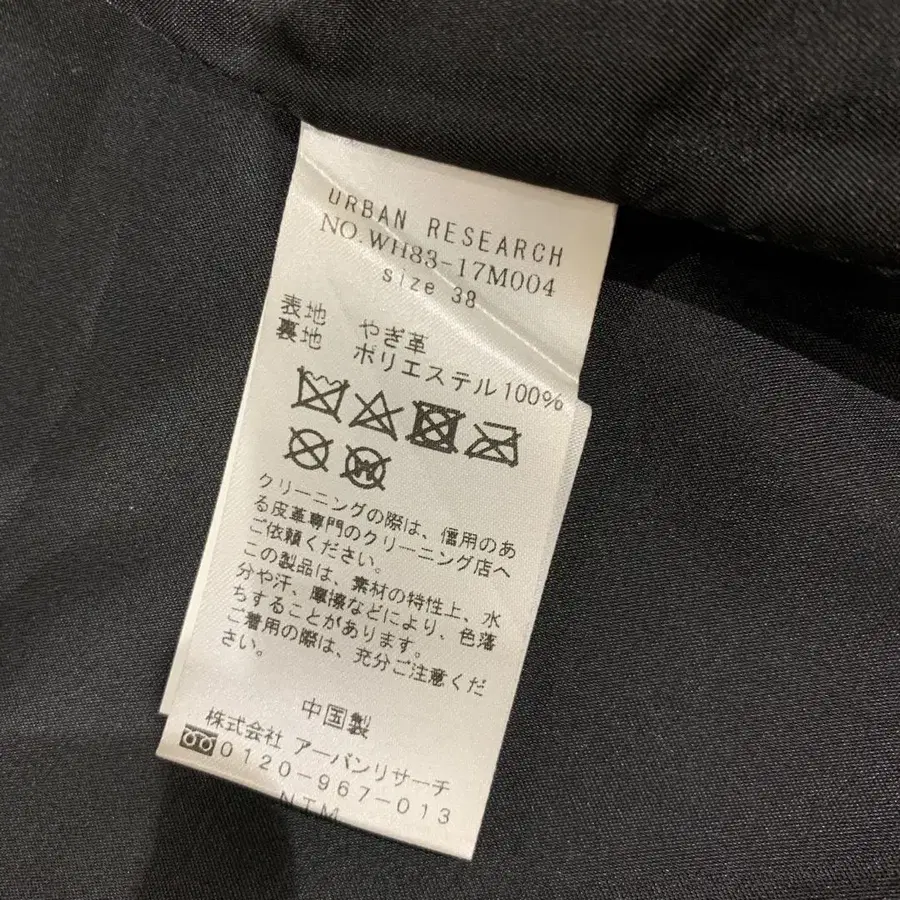 URBAN RESEARCH
NO.WH83-17M004
size 38
表地 やぎ革
裏地 ポリエステル100%
W
クリーニングの際は、信用のあ
る皮革専門のクリーニング店へ
ご依頼ください。
この製品は、素材の特性上、水
分や汗、摩擦などにより、色落
ちすることがあります。
ご着用の際は、充分ご注意くだ
さい。
中国製
株式会社 アーバンリサーチ
0120-967-013
NTM